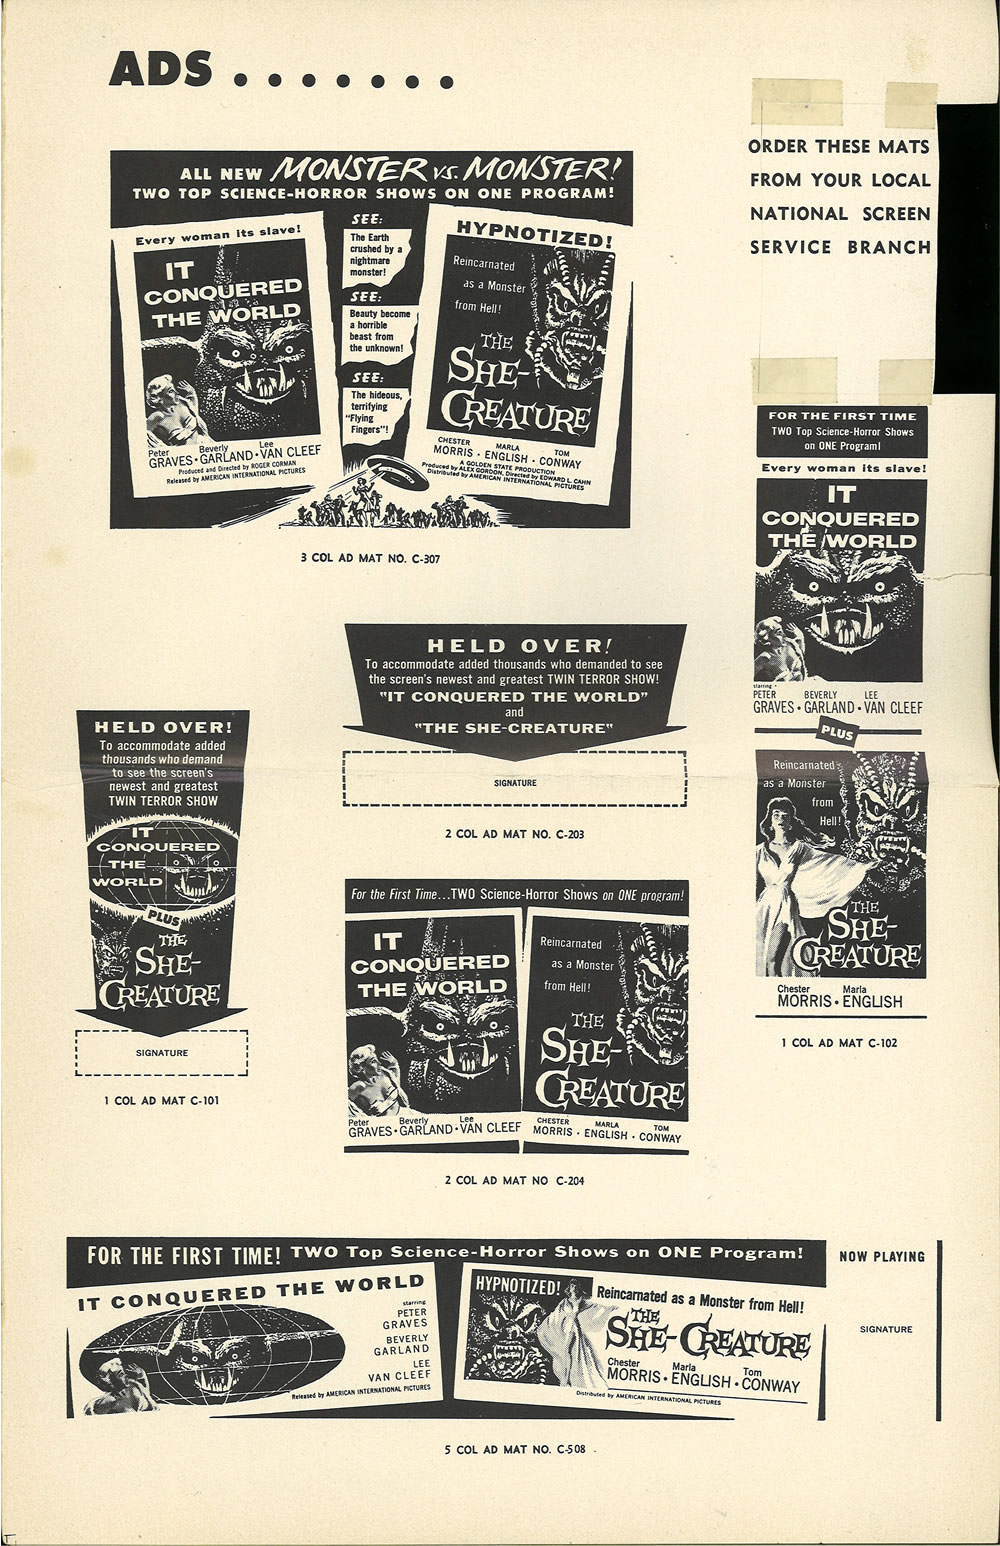 ADS . . . . . . .
ORDER THESE MATS
FROM YOUR LOCAL
NATIONAL SCREEN
SERVICE BRANCH
ALL NEW MONSTER VS. MONSTER!
TWO TOP SCIENCE-HORROR SHOWS ON ONE PROGRAM!
Every woman its slave!
IT
CONQUERED
THE WORLD
Peter Beverly Lee
GRAVES • GARLAND • VAN CLEEF
Produced and Directed by ROGER CORMAN
Released by AMERICAN INTERNATIONAL PICTURES
SEE:
The Earth
crushed by a
nightmare
monster!
SEE:
Beauty become
a horrible
beast from
the unknown!
SEE:
The hideous,
terrifying
"Flying
Fingers"!
HYPNOTIZED!
Reincarnated
as a Monster
from Hell!
THE
SHE-
CREATURE
CHESTER MARLA TOM
MORRIS • ENGLISH • CONWAY
A GOLDEN STATE PRODUCTION
Produced by ALEX GORDON, Directed by EDWARD L. CAHN
Distributed by AMERICAN INTERNATIONAL PICTURES
3 COL AD MAT NO. C-307
FOR THE FIRST TIME
TWO Top Science-Horror Shows
on ONE Program!
Every woman its slave!
IT
CONQUERED
THE WORLD
starring
PETER BEVERLY LEE
GRAVES • GARLAND • VAN CLEEF
PLUS
Reincarnated
as a Monster
from
Hell!
THE
SHE-
CREATURE
Chester Marla
MORRIS • ENGLISH
1 COL AD MAT C-102
HELD OVER!
To accommodate added thousands who demanded to see
the screen's newest and greatest TWIN TERROR SHOW!
"IT CONQUERED THE WORLD"
and
"THE SHE-CREATURE"
SIGNATURE
2 COL AD MAT NO. C-203
HELD OVER!
To accommodate added
thousands who demand
to see the screen's
newest and greatest
TWIN TERROR SHOW
IT
CONQUERED
THE
WORLD
PLUS
THE
SHE-
CREATURE
SIGNATURE
1 COL AD MAT C-101
For the First Time...TWO Science-Horror Shows on ONE program!
IT
CONQUERED
THE WORLD
Peter Beverly Lee
GRAVES • GARLAND • VAN CLEEF
Reincarnated
as a Monster
from Hell!
THE
SHE-
CREATURE
CHESTER MARLA TOM
MORRIS • ENGLISH • CONWAY
2 COL AD MAT NO C-204
FOR THE FIRST TIME! TWO Top Science-Horror Shows on ONE Program!
IT CONQUERED THE WORLD
starring
PETER
GRAVES
BEVERLY
GARLAND
LEE
VAN CLEEF
Released by AMERICAN INTERNATIONAL PICTURES
HYPNOTIZED!
Reincarnated as a Monster from Hell!
THE
SHE-CREATURE
Chester Marla Tom
MORRIS • ENGLISH • CONWAY
Distributed by AMERICAN INTERNATIONAL PICTURES
NOW PLAYING
SIGNATURE
5 COL AD MAT NO. C-508